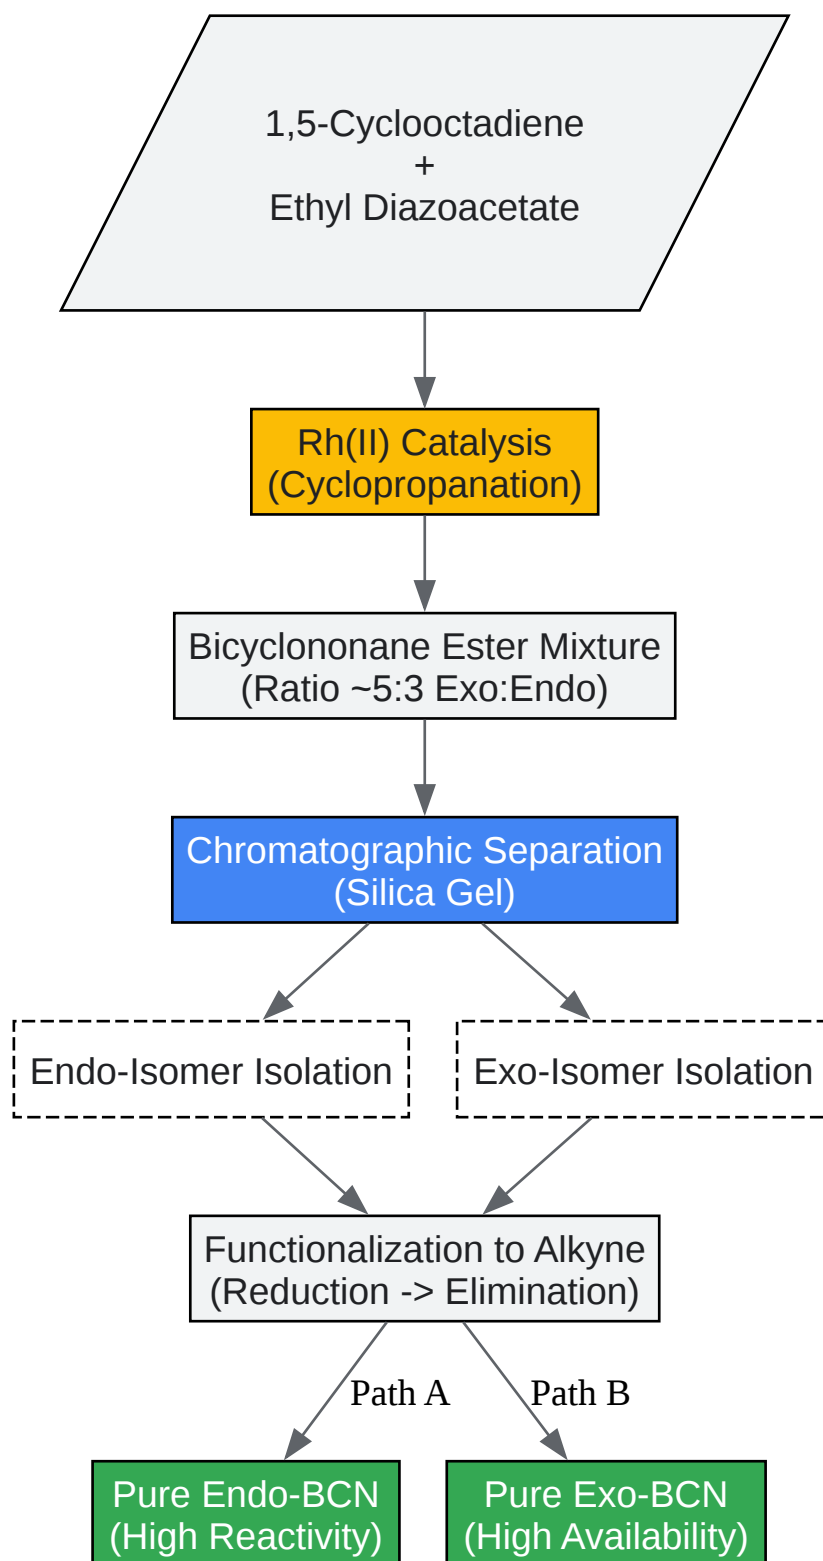 1,5-Cyclooctadiene
+
Ethyl Diazoacetate
Rh(II) Catalysis
(Cyclopropanation)
Bicyclononane Ester Mixture
(Ratio ~5:3 Exo:Endo)
Chromatographic Separation
(Silica Gel)
Endo-Isomer Isolation
Exo-Isomer Isolation
Functionalization to Alkyne
(Reduction -> Elimination)
Path A
Path B
Pure Endo-BCN
(High Reactivity)
Pure Exo-BCN
(High Availability)